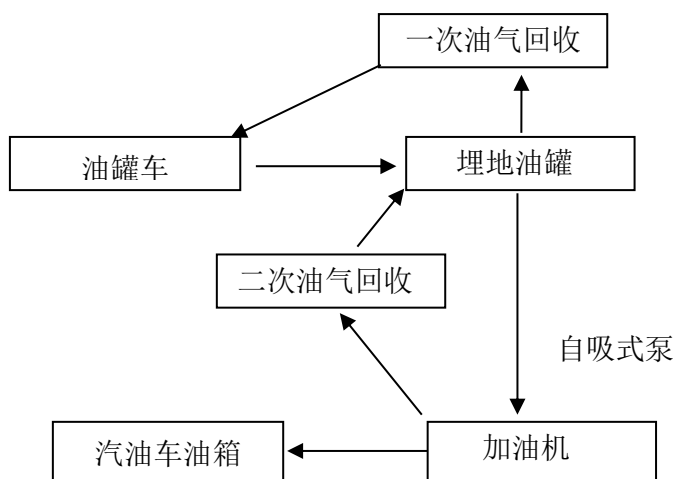 一次油气回收
油罐车
埋地油罐
二次油气回收
自吸式泵
汽油车油箱
加油机